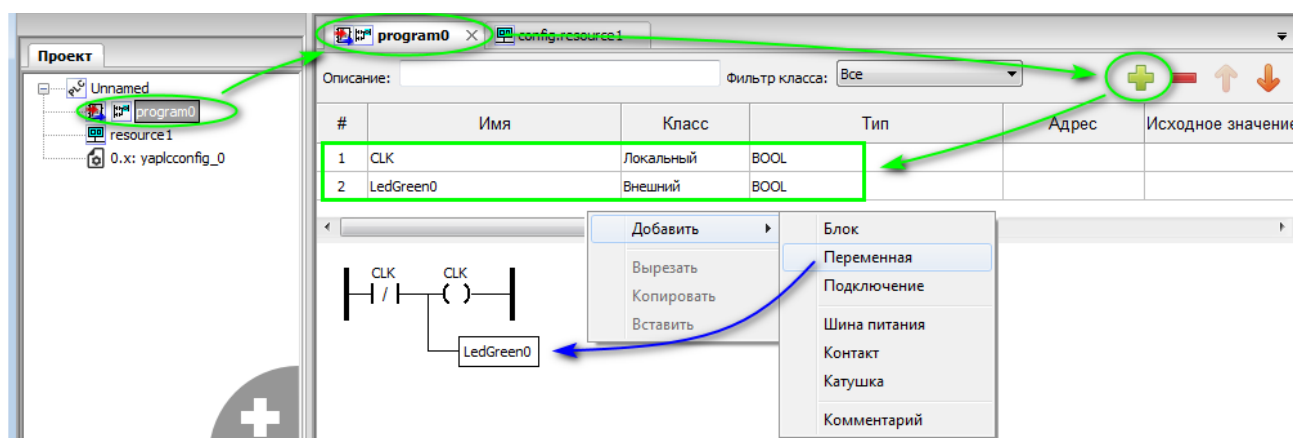 Проект
Unnamed
program0
resource1
0.x: yaplcconfig_0
program0 config.resource1
Описание: Фильтр класса: Все
# Имя Класс Тип Адрес Исходное значение
1 CLK Локальный BOOL
2 LedGreen0 Внешний BOOL
CLK CLK
LedGreen0
Добавить
Вырезать
Копировать
Вставить
Блок
Переменная
Подключение
Шина питания
Контакт
Катушка
Комментарий